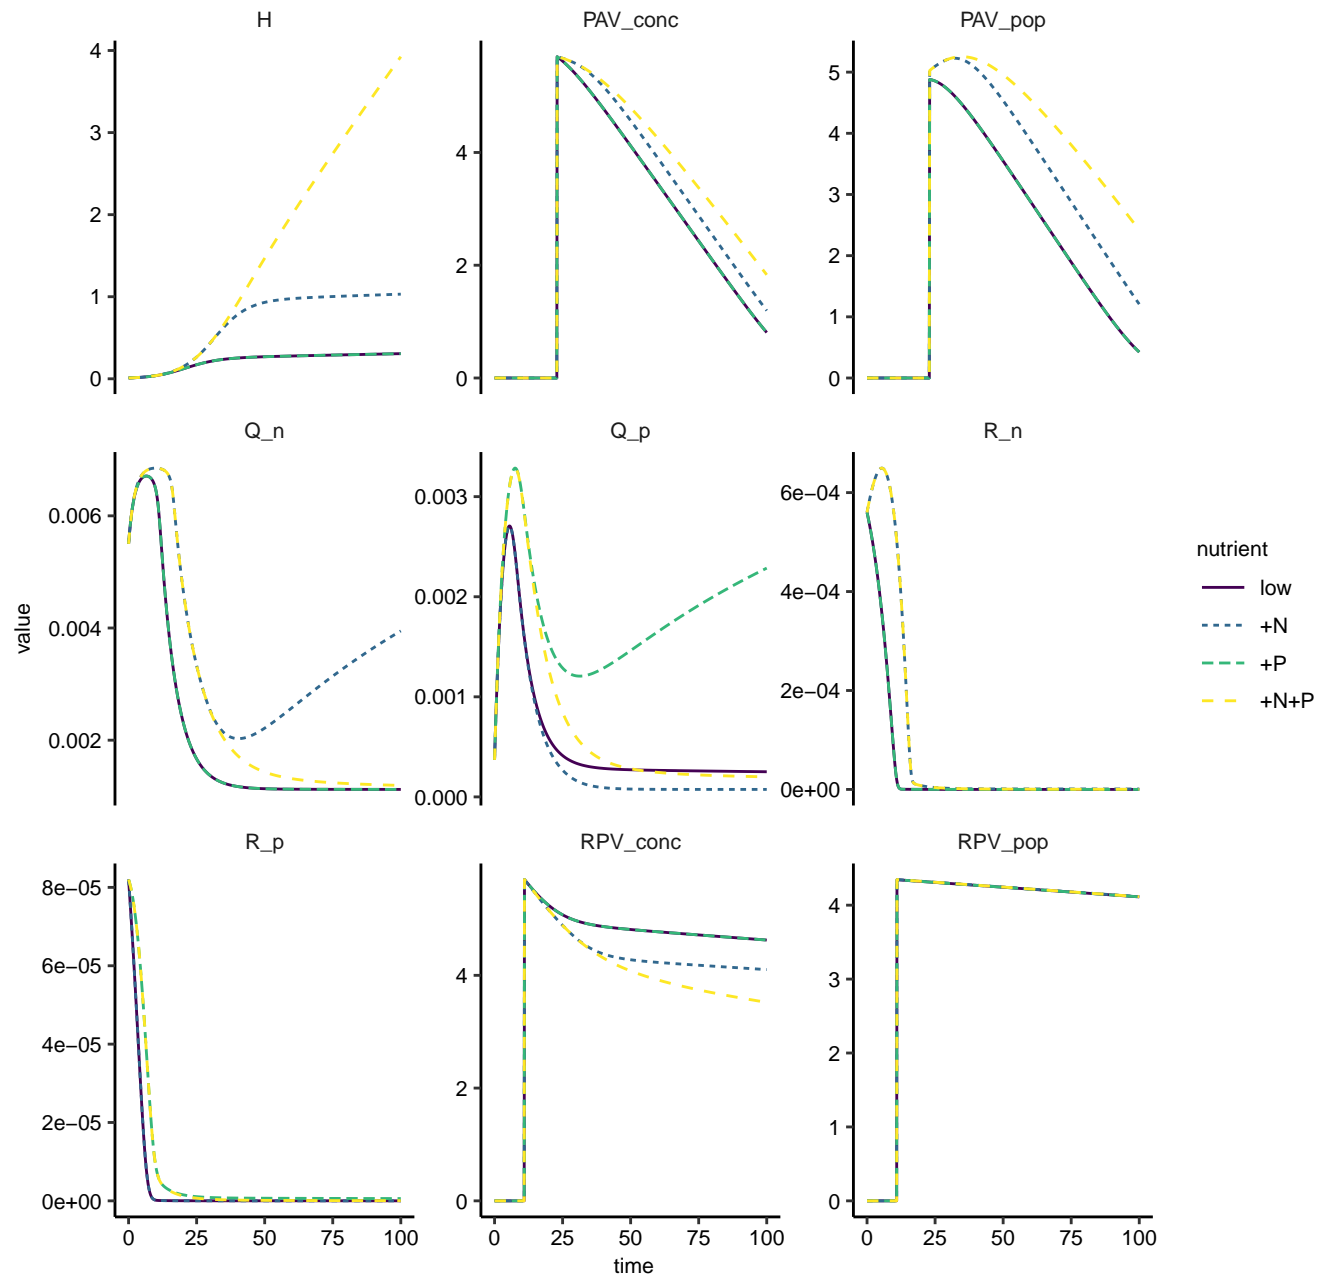 H
PAV_conc
PAV_pop
4
3
2
1
0
4
2
0
5
4
3
2
1
0
Q_n
Q_p
R_n
0.006
0.004
0.002
0.003
0.002
0.001
0.000
6e−04
4e−04
2e−04
0e+00
R_p
RPV_conc
RPV_pop
8e−05
6e−05
4e−05
2e−05
0e+00
4
2
0
4
3
2
1
0
0 25 50 75 100
0 25 50 75 100
0 25 50 75 100
time
value
nutrient
low
+N
+P
+N+P